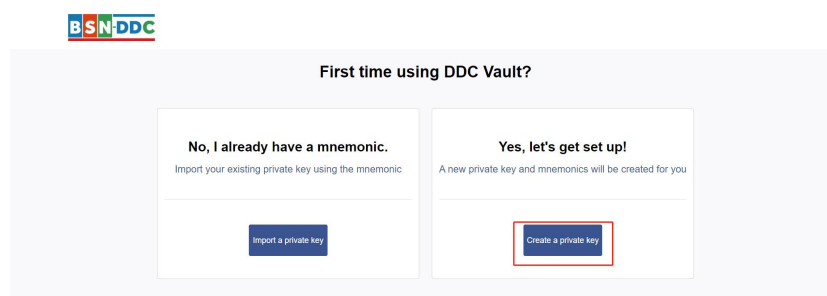 BSN-DDC
First time using DDC Vault?
No, I already have a mnemonic.
Import your existing private key using the mnemonic
Import a private key
Yes, let's get set up!
A new private key and mnemonics will be created for you
Create a private key